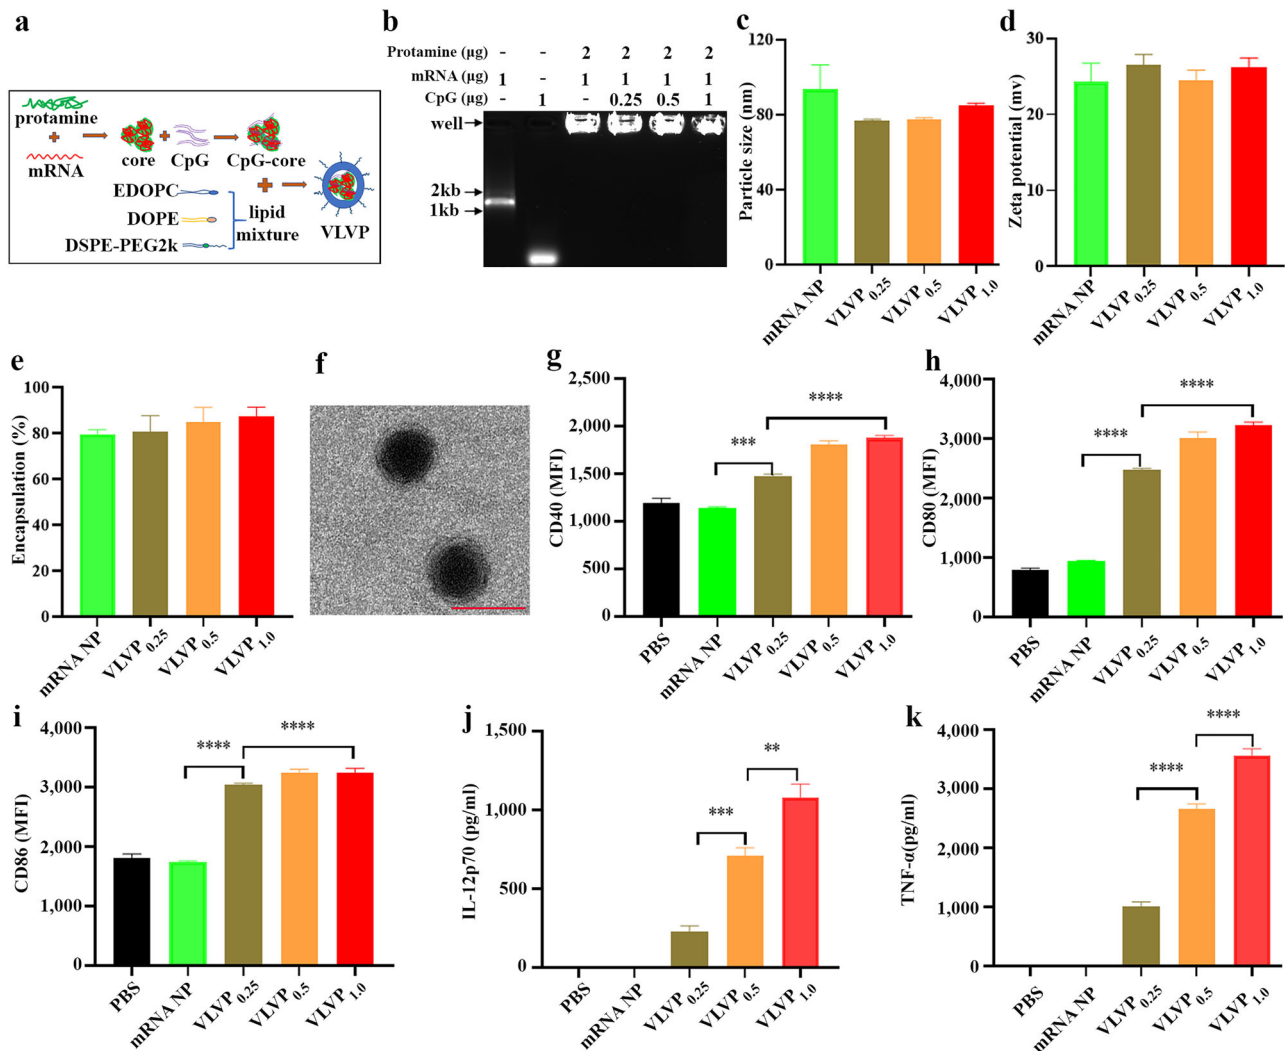 a
protamine
+
mRNA
core
+
CpG
CpG-core
EDOPC
DOPE
DSPE-PEG2k
lipid
mixture
+
VLVP
b
Protamine (μg) - - 2 2 2 2
mRNA (μg) 1 - 1 1 1 1
CpG (μg) - 1 - 0.25 0.5 1
well
2kb
1kb
c
Particle size (nm)
120
80
40
0
mRNA NP
VLVP 0.25
VLVP 0.5
VLVP 1.0
d
Zeta potential (mv)
30
20
10
0
mRNA NP
VLVP 0.25
VLVP 0.5
VLVP 1.0
e
Encapsulation (%)
100
80
60
40
20
0
mRNA NP
VLVP 0.25
VLVP 0.5
VLVP 1.0
f
g
CD40 (MFI)
2,500
2,000
1,500
1,000
500
0
***
****
PBS
mRNA NP
VLVP 0.25
VLVP 0.5
VLVP 1.0
h
CD80 (MFI)
4,000
3,000
2,000
1,000
0
****
****
PBS
mRNA NP
VLVP 0.25
VLVP 0.5
VLVP 1.0
i
CD86 (MFI)
4,000
3,000
2,000
1,000
0
****
****
PBS
mRNA NP
VLVP 0.25
VLVP 0.5
VLVP 1.0
j
IL-12p70 (pg/ml)
1,500
1,000
500
0
***
**
PBS
mRNA NP
VLVP 0.25
VLVP 0.5
VLVP 1.0
k
TNF-α(pg/ml)
4,000
3,000
2,000
1,000
0
****
****
PBS
mRNA NP
VLVP 0.25
VLVP 0.5
VLVP 1.0